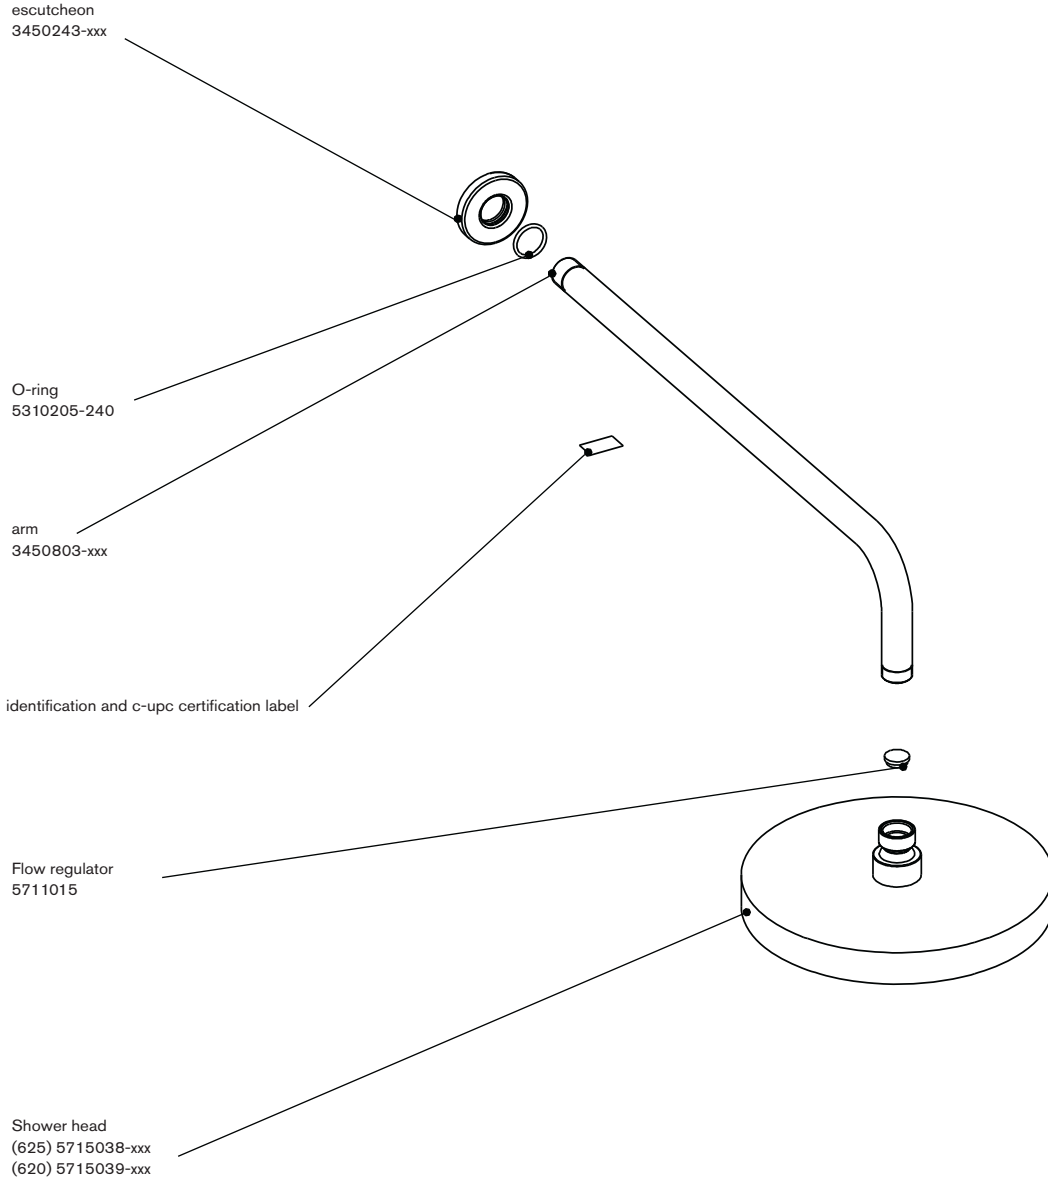 escutcheon
3450243-xxx
O-ring
5310205-240
arm
3450803-xxx
identification and c-upc certification label
Flow regulator
5711015
Shower head
(625) 5715038-xxx
(620) 5715039-xxx